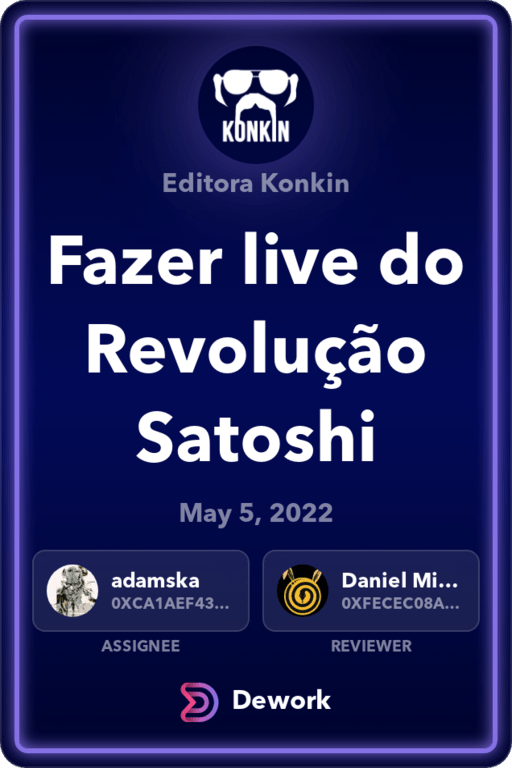 KONKIN
Editora Konkin
Fazer live do
Revolução
Satoshi
May 5, 2022
adamska
0XCA1AEF43...
ASSIGNEE
Daniel Mi...
0XFECEC08A...
REVIEWER
Dework